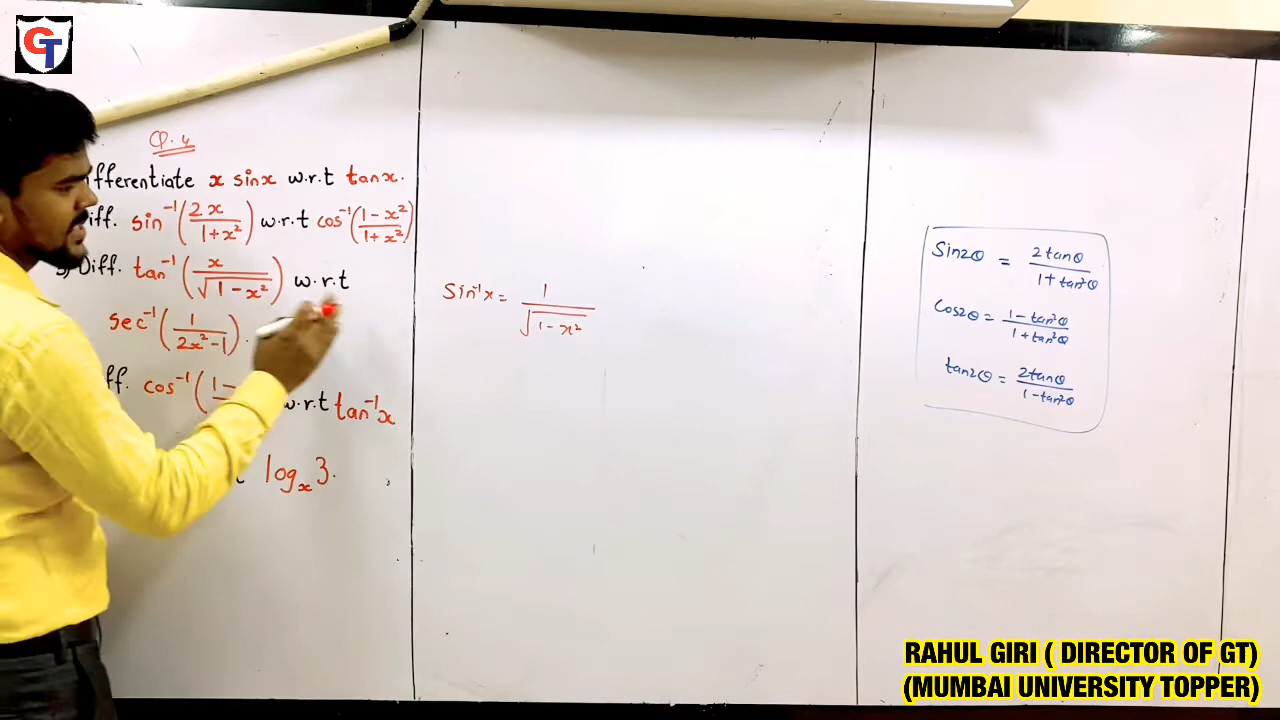 GT
Q.4
ifferentiate x sinx w.r.t tanx.
iff. sin⁻¹(2x/1+x²) w.r.t cos⁻¹(1-x²/1+x²)
Diff. tan⁻¹(x/√1-x²) w.r.t
sec⁻¹(1/2x²-1).
ff. cos⁻¹(1- w.r.t tan⁻¹x
log_x 3.
Sin⁻¹x = 1/√1-x²
Sin2θ = 2tanθ/1+tan²θ
Cos2θ = 1-tan²θ/1+tan²θ
tan2θ = 2tanθ/1-tan²θ
RAHUL GIRI ( DIRECTOR OF GT)
(MUMBAI UNIVERSITY TOPPER)